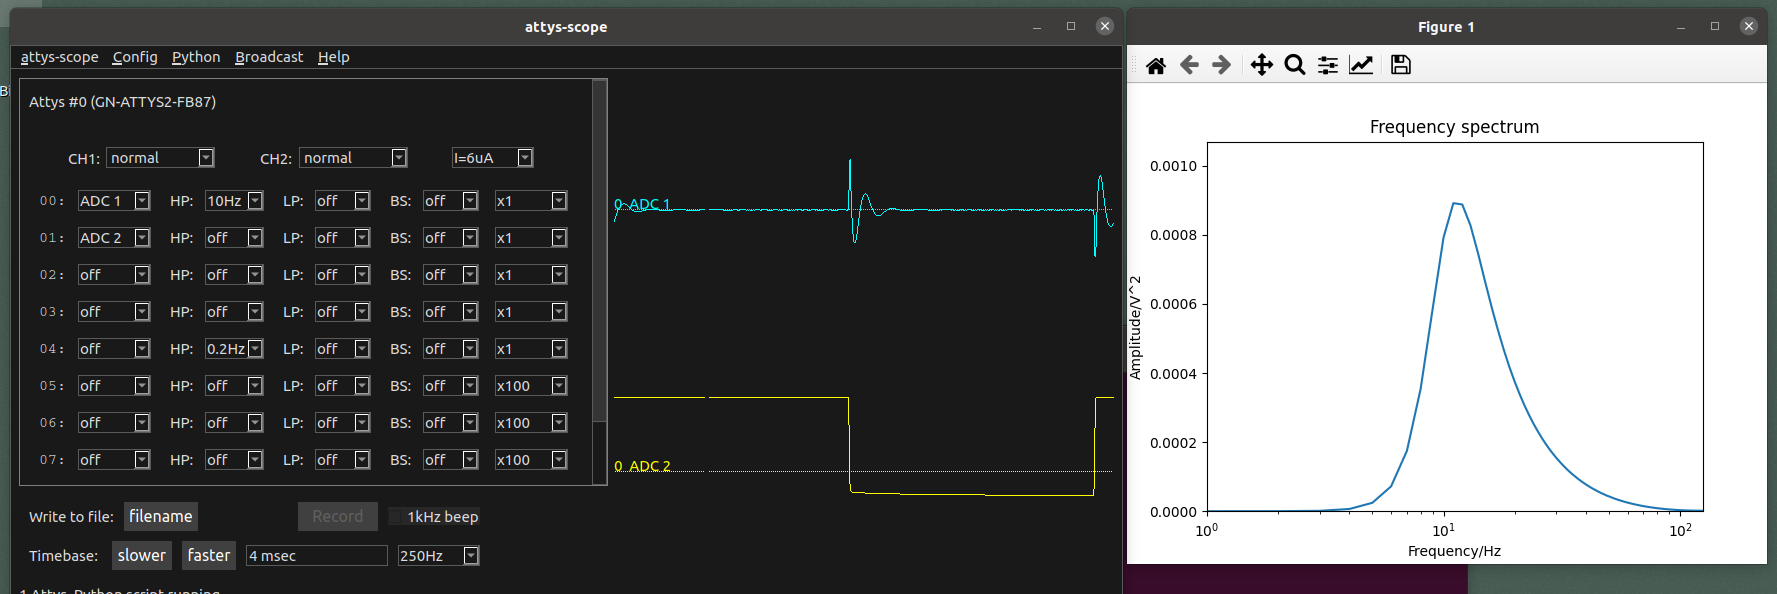 attys-scope
attys-scope Config Python Broadcast Help
Bi
Attys #0 (GN-ATTYS2-FB87)
CH1: normal CH2: normal I=6uA
00: ADC 1 HP: 10Hz LP: off BS: off x1
01: ADC 2 HP: off LP: off BS: off x1
02: off HP: off LP: off BS: off x1
03: off HP: off LP: off BS: off x1
04: off HP: 0.2Hz LP: off BS: off x1
05: off HP: off LP: off BS: off x100
06: off HP: off LP: off BS: off x100
07: off HP: off LP: off BS: off x100
Write to file: filename Record 1kHz beep
Timebase: slower faster 4 msec 250Hz
1 Attys, Python script running
0 ADC 1
0 ADC 2
Figure 1
Frequency spectrum
0.0010
0.0008
0.0006
0.0004
0.0002
0.0000
Amplitude/V^2
10⁰ 10¹ 10²
Frequency/Hz